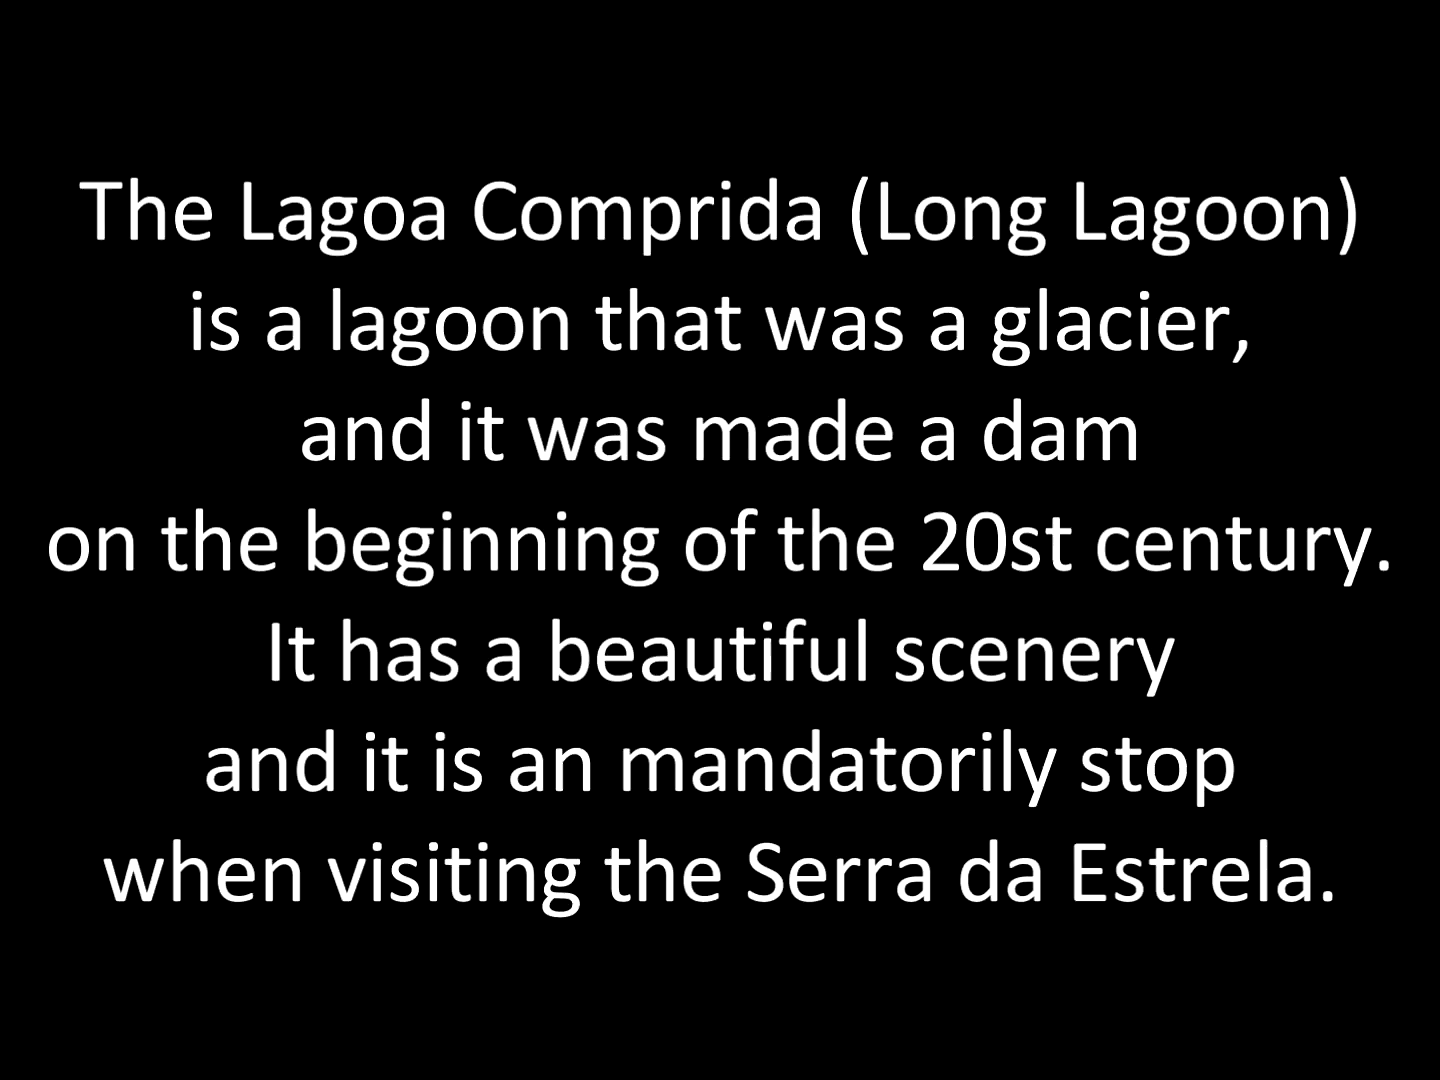 The Lagoa Comprida (Long Lagoon)
is a lagoon that was a glacier,
and it was made a dam
on the beginning of the 20st century.
It has a beautiful scenery
and it is an mandatorily stop
when visiting the Serra da Estrela.